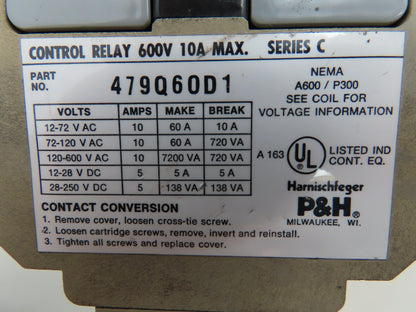 CONTROL RELAY 600V 10A MAX. SERIES C
PART NO. 479Q60D1
NEMA
A600 / P300
SEE COIL FOR
VOLTAGE INFORMATION
VOLTS AMPS MAKE BREAK
12-72 V AC 10 60 A 10 A
72-120 V AC 10 60 A 720 VA
120-600 V AC 10 7200 VA 720 VA
12-28 V DC 5 5 A 5 A
28-250 V DC 5 138 VA 138 VA
A 163 UL LISTED IND
CONT. EQ.
Harnischfeger
P&H®
MILWAUKEE, WI.
CONTACT CONVERSION
1. Remove cover, loosen cross-tie screw.
2. Loosen cartridge screws, remove, invert and reinstall.
3. Tighten all screws and replace cover.